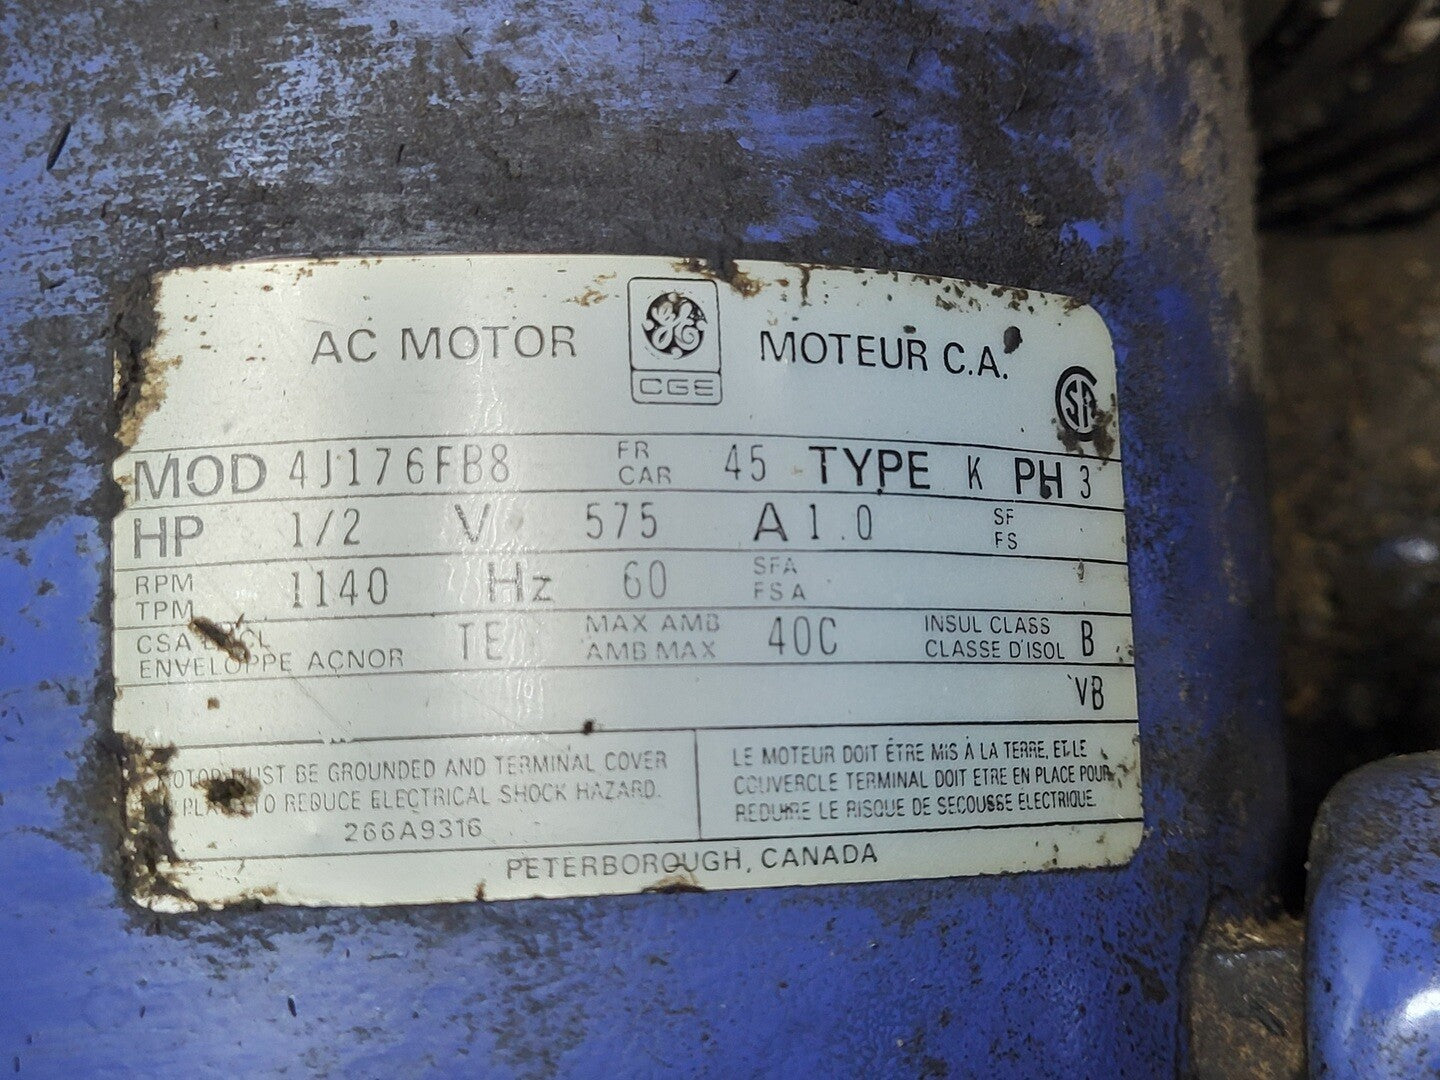 AC MOTOR
CGE
MOTEUR C.A.
MOD 4J176FB8 FR CAR 45 TYPE K PH 3
HP 1/2 V 575 A 1.0 SF FS
RPM TPM 1140 Hz 60 SFA FSA
CSA ENVELOPPE ACNOR TE MAX AMB AMB MAX 40C INSUL CLASS CLASSE D'ISOL B
VB
MUST BE GROUNDED AND TERMINAL COVER
TO REDUCE ELECTRICAL SHOCK HAZARD.
266A9316
LE MOTEUR DOIT ÊTRE MIS À LA TERRE, ET LE
COUVERCLE TERMINAL DOIT ETRE EN PLACE POUR
REDUIRE LE RISQUE DE SECOUSSE ELECTRIQUE.
PETERBOROUGH, CANADA